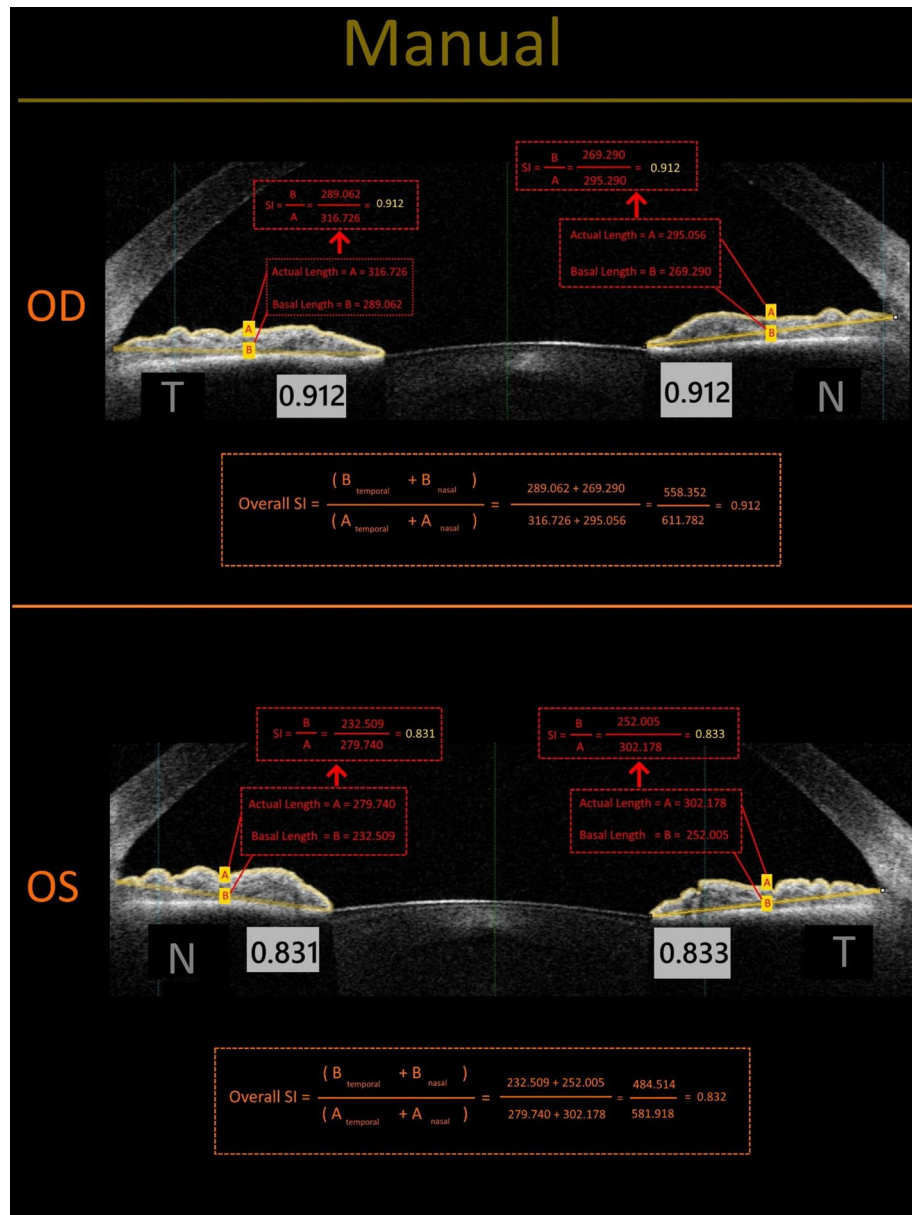 Manual
OD
SI = B/A = 289.062/316.726 = 0.912
Actual Length = A = 316.726
Basal Length = B = 289.062
A
B
T
0.912
SI = B/A = 269.290/295.290 = 0.912
Actual Length = A = 295.056
Basal Length = B = 269.290
A
B
0.912
N
Overall SI = (B temporal + B nasal)/(A temporal + A nasal) = 289.062 + 269.290/316.726 + 295.056 = 558.352/611.782 = 0.912
OS
SI = B/A = 232.509/279.740 = 0.831
Actual Length = A = 279.740
Basal Length = B = 232.509
A
B
N
0.831
SI = B/A = 252.005/302.178 = 0.833
Actual Length = A = 302.178
Basal Length = B = 252.005
A
B
0.833
T
Overall SI = (B temporal + B nasal)/(A temporal + A nasal) = 232.509 + 252.005/279.740 + 302.178 = 484.514/581.918 = 0.832